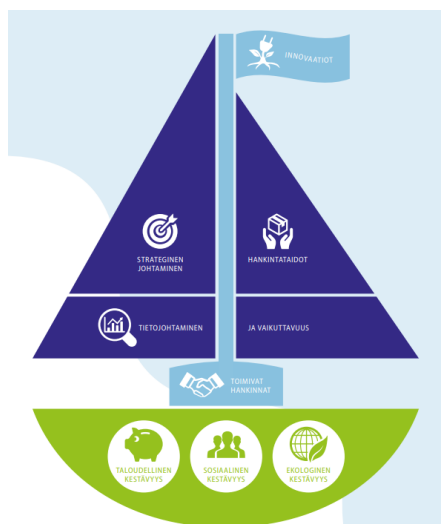 INNOVAATIOT
STRATEGINEN
JOHTAMINEN
HANKINTATAIDOT
TIETOJOHTAMINEN
JA VAIKUTTAVUUS
TOIMIVAT
HANKINNAT
TALOUDELLINEN
KESTÄVYYS
SOSIAALINEN
KESTÄVYYS
EKOLOGINEN
KESTÄVYYS